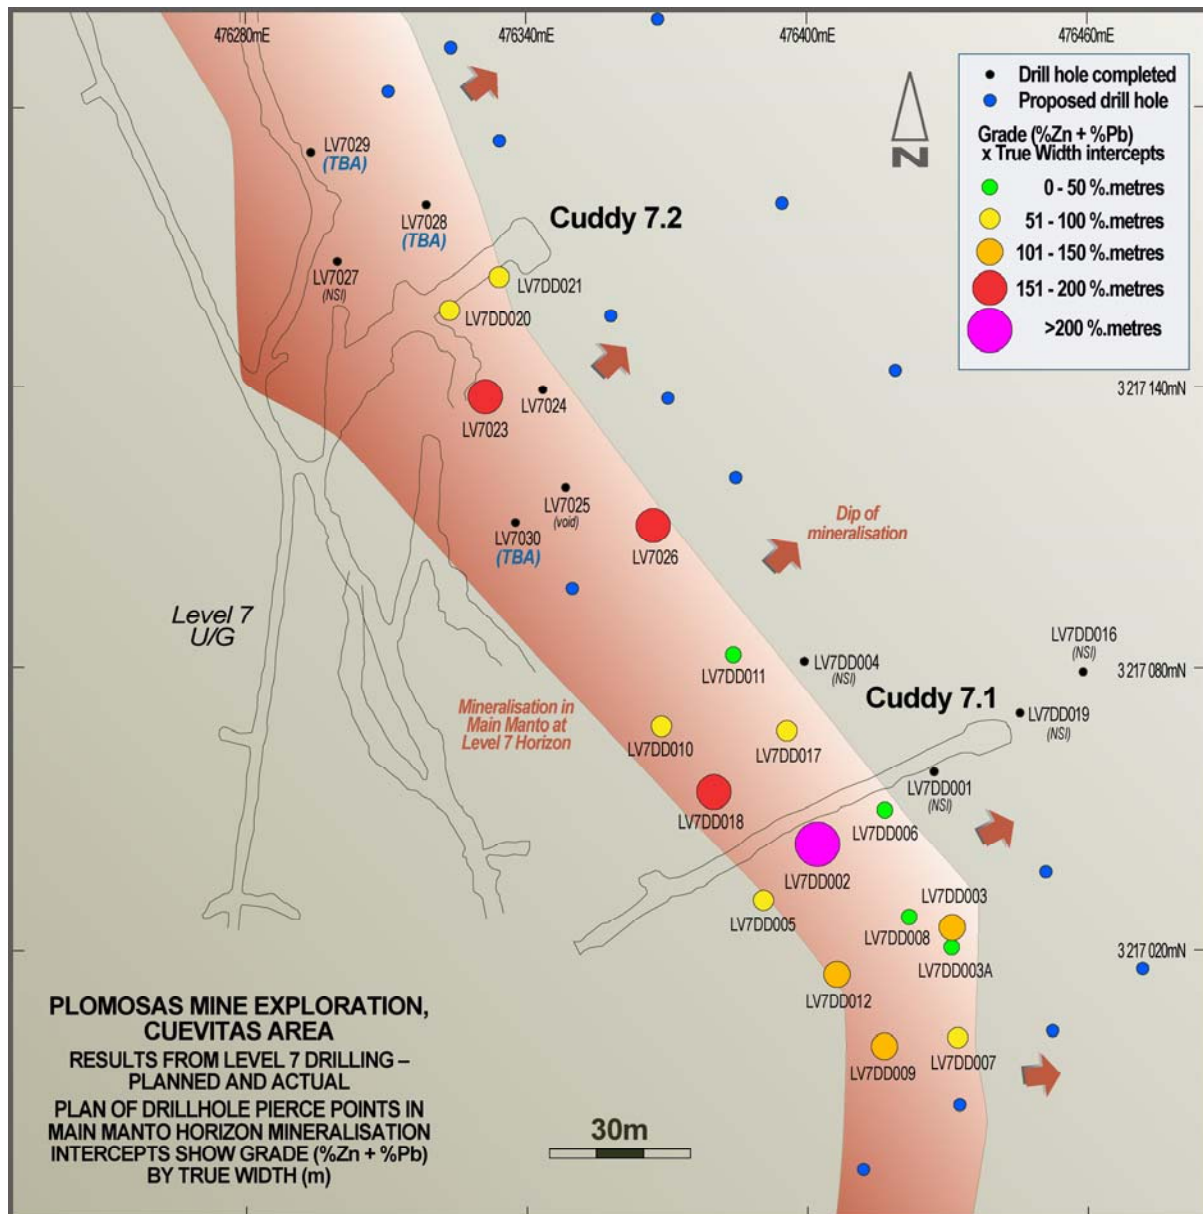 476280mE
476340mE
476400mE
476460mE
Drill hole completed
Proposed drill hole
Grade (%Zn + %Pb)
x True Width intercepts
0 - 50 %.metres
51 - 100 %.metres
101 - 150 %.metres
151 - 200 %.metres
>200 %.metres
N
LV7029
(TBA)
LV7028
(TBA)
Cuddy 7.2
LV7027
(NSI)
LV7DD021
LV7DD020
LV7024
3 217 140mN
LV7023
LV7025
(void)
LV7030
(TBA)
LV7026
Dip of
mineralisation
Level 7
U/G
LV7DD016
(NSI)
LV7DD004
(NSI)
LV7DD011
3 217 080mN
Cuddy 7.1
Mineralisation in
Main Manto at
Level 7 Horizon
LV7DD019
(NSI)
LV7DD010
LV7DD017
LV7DD001
(NSI)
LV7DD018
LV7DD006
LV7DD002
LV7DD003
LV7DD005
LV7DD008
3 217 020mN
LV7DD003A
LV7DD012
LV7DD009
LV7DD007
PLOMOSAS MINE EXPLORATION,
CUEVITAS AREA
RESULTS FROM LEVEL 7 DRILLING –
PLANNED AND ACTUAL
PLAN OF DRILLHOLE PIERCE POINTS IN
MAIN MANTO HORIZON MINERALISATION
INTERCEPTS SHOW GRADE (%Zn + %Pb)
BY TRUE WIDTH (m)
30m